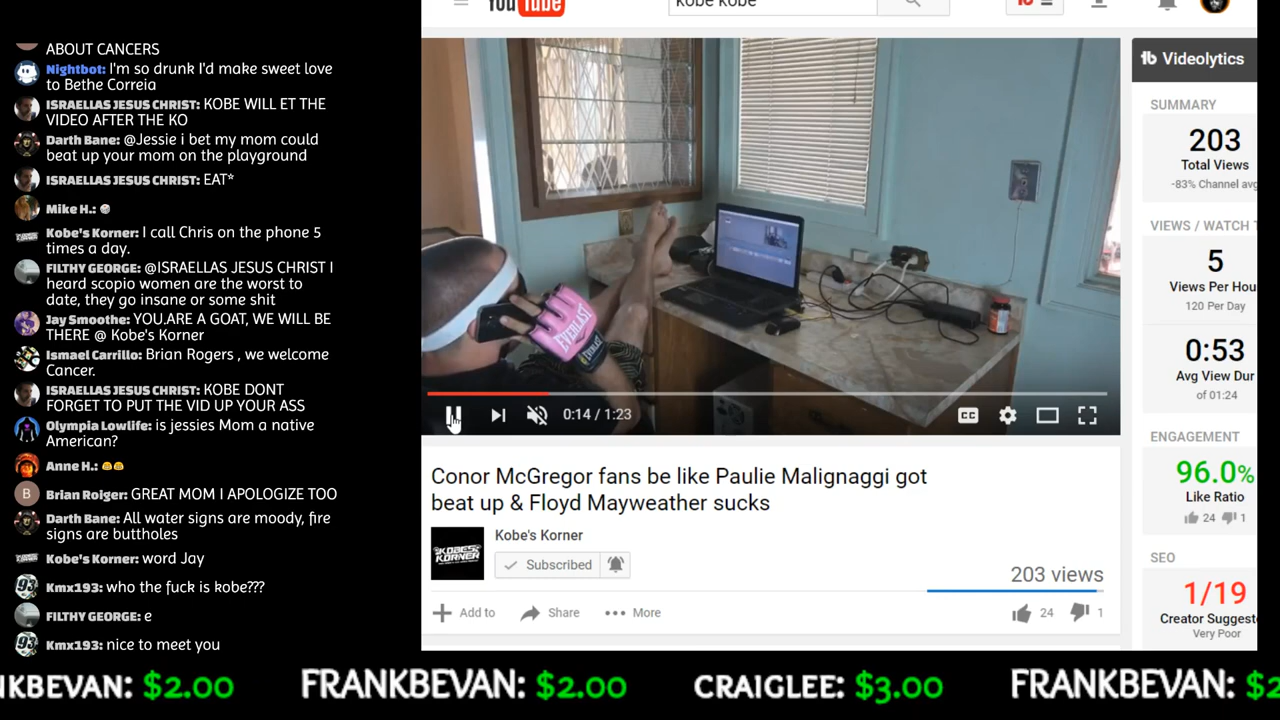 ABOUT CANCERS
Nightbot: I'm so drunk I'd make sweet love
to Bethe Correia
ISRAELLAS JESUS CHRIST: KOBE WILL ET THE
VIDEO AFTER THE KO
Darth Bane: @Jessie i bet my mom could
beat up your mom on the playground
ISRAELLAS JESUS CHRIST: EAT*
Mike H.:
Kobe's Korner: I call Chris on the phone 5
times a day.
FILTHY GEORGE: @ISRAELLAS JESUS CHRIST I
heard scopio women are the worst to
date, they go insane or some shit
Jay Smoothe: YOU.ARE A GOAT, WE WILL BE
THERE @ Kobe's Korner
Ismael Carrillo: Brian Rogers , we welcome
Cancer.
ISRAELLAS JESUS CHRIST: KOBE DONT
FORGET TO PUT THE VID UP YOUR ASS
Olympia Lowlife: is jessies Mom a native
American?
Anne H.:
B Brian Roiger: GREAT MOM I APOLOGIZE TOO
Darth Bane: All water signs are moody, fire
signs are buttholes
Kobe's Korner: word Jay
Kmx193: who the fuck is kobe???
FILTHY GEORGE: e
Kmx193: nice to meet you
YouTube
kobe kobe
EVERLAST
0:14 / 1:23
CC
Conor McGregor fans be like Paulie Malignaggi got
beat up & Floyd Mayweather sucks
KOBE'S KORNER
Kobe's Korner
Subscribed
203 views
Add to
Share
More
24
1
tb Videolytics
SUMMARY
203
Total Views
-83% Channel avg
VIEWS / WATCH T
5
Views Per Hou
120 Per Day
0:53
Avg View Dur
of 01:24
ENGAGEMENT
96.0%
Like Ratio
24 1
SEO
1/19
Creator Suggest
Very Poor
NKBEVAN: $2.00 FRANKBEVAN: $2.00 CRAIGLEE: $3.00 FRANKBEVAN: $2